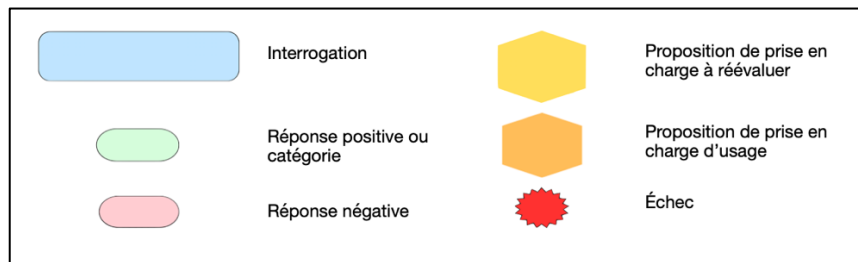 Interrogation
Réponse positive ou
catégorie
Réponse négative
Proposition de prise en
charge à réévaluer
Proposition de prise en
charge d'usage
Échec